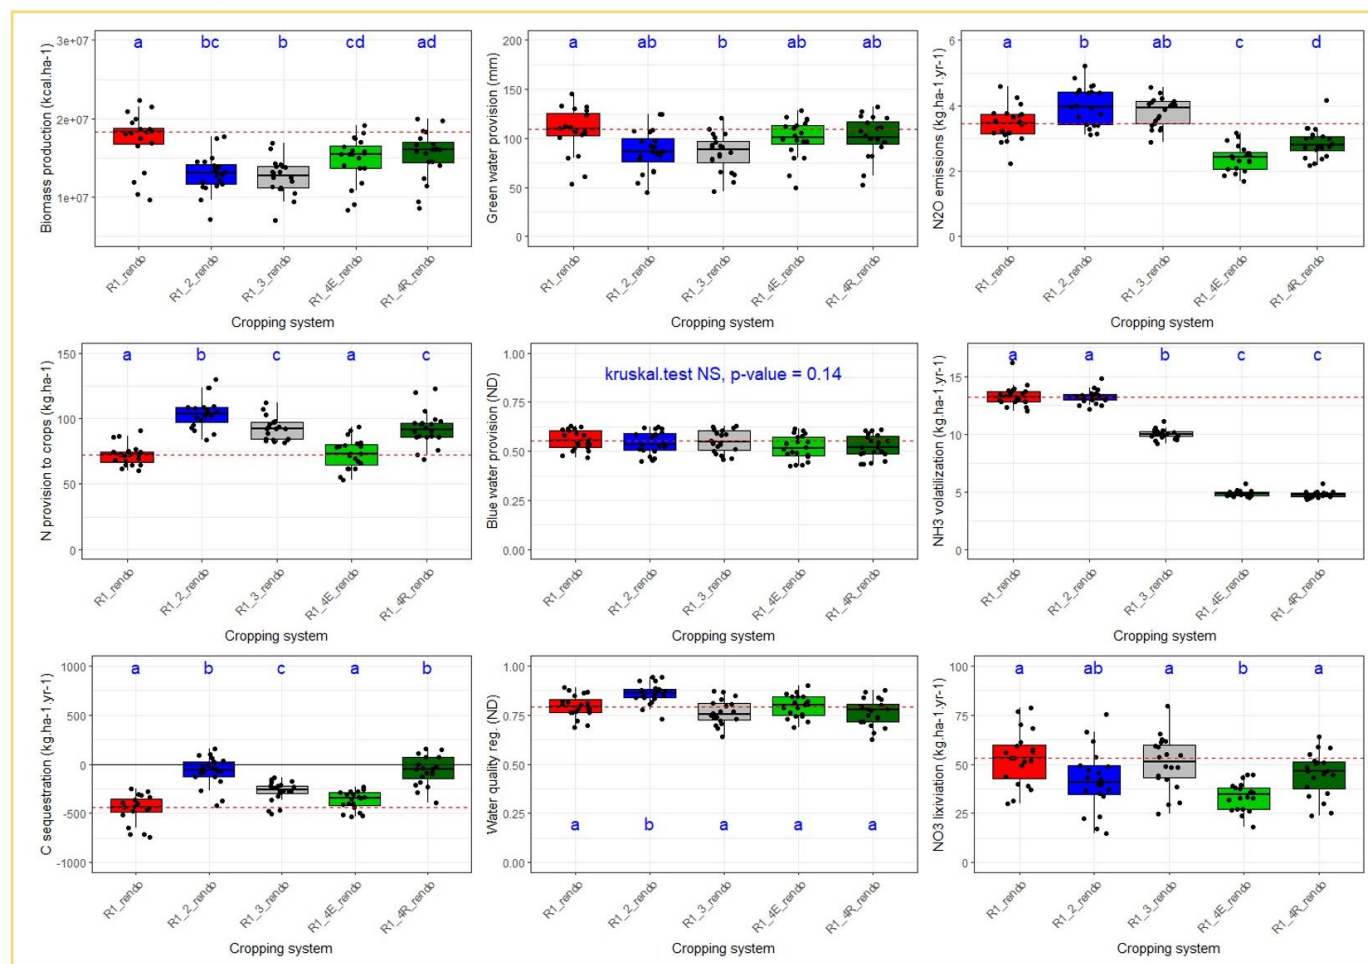 Biomass production (kcal.ha-1)
3e+07
2e+07
1e+07
a bc b cd ad
R1_rendo
R1_2_rendo
R1_3_rendo
R1_4E_rendo
R1_4R_rendo
Cropping system
Green water provision (mm)
200
150
100
50
0
a ab b ab ab
R1_rendo
R1_2_rendo
R1_3_rendo
R1_4E_rendo
R1_4R_rendo
Cropping system
N2O emissions (kg.ha-1.yr-1)
6
4
2
0
a b ab c d
R1_rendo
R1_2_rendo
R1_3_rendo
R1_4E_rendo
R1_4R_rendo
Cropping system
N provision to crops (kg.ha-1)
150
100
50
0
a b c a c
R1_rendo
R1_2_rendo
R1_3_rendo
R1_4E_rendo
R1_4R_rendo
Cropping system
Blue water provision (ND)
1.00
0.75
0.50
0.25
0.00
kruskal.test NS, p-value = 0.14
R1_rendo
R1_2_rendo
R1_3_rendo
R1_4E_rendo
R1_4R_rendo
Cropping system
NH3 volatilization (kg.ha-1.yr-1)
15
10
5
0
a a b c c
R1_rendo
R1_2_rendo
R1_3_rendo
R1_4E_rendo
R1_4R_rendo
Cropping system
C sequestration (kg.ha-1.yr-1)
1000
500
0
-500
-1000
a b c a b
R1_rendo
R1_2_rendo
R1_3_rendo
R1_4E_rendo
R1_4R_rendo
Cropping system
Water quality reg. (ND)
1.00
0.75
0.50
0.25
0.00
a b a a a
R1_rendo
R1_2_rendo
R1_3_rendo
R1_4E_rendo
R1_4R_rendo
Cropping system
NO3 lixiviation (kg.ha-1.yr-1)
100
75
50
25
0
a ab a b a
R1_rendo
R1_2_rendo
R1_3_rendo
R1_4E_rendo
R1_4R_rendo
Cropping system